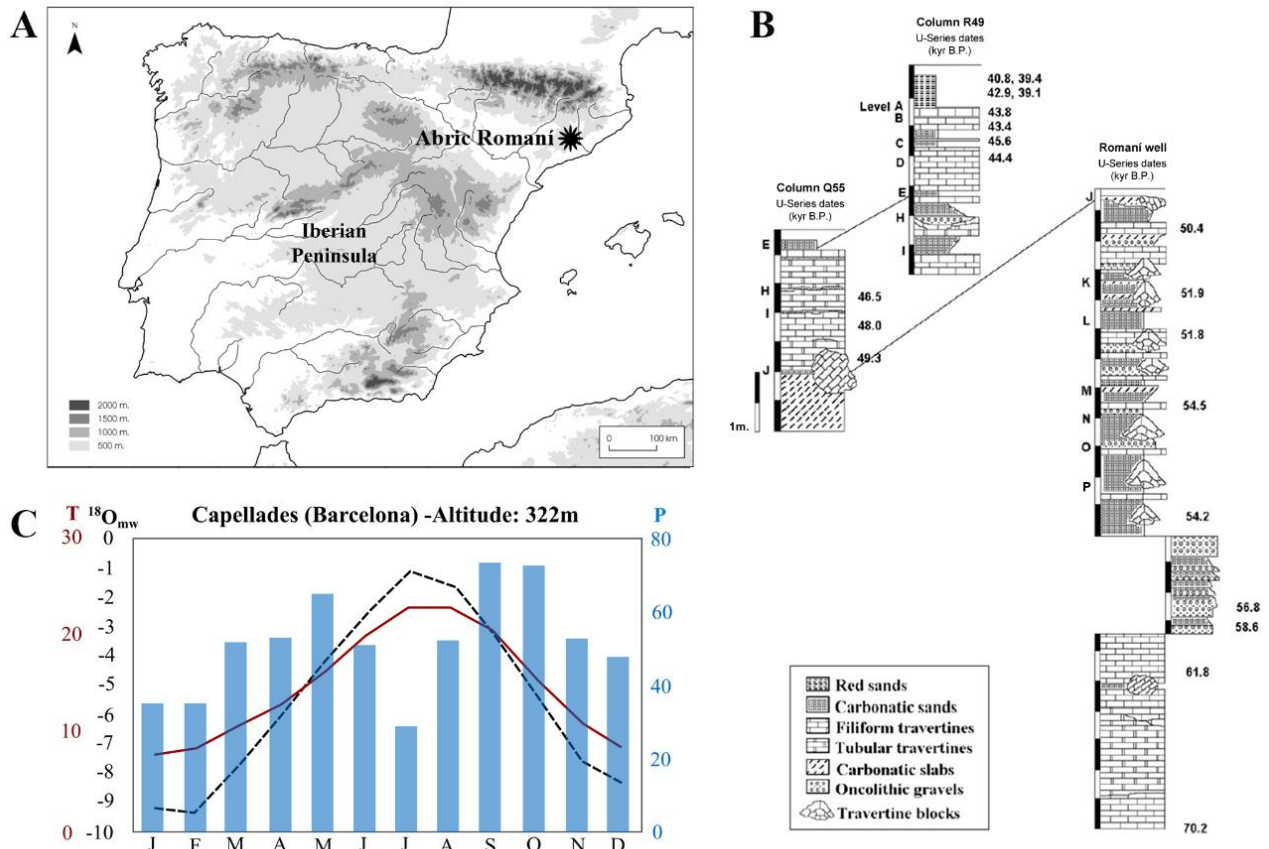 A
N
Abric Romaní
Iberian
Peninsula
2000 m.
1500 m.
1000 m.
500 m.
0 100 km
B
Column R49
U-Series dates
(kyr B.P.)
40.8, 39.4
42.9, 39.1
Level A
B
43.8
43.4
C
45.6
D
44.4
E
H
I
Column Q55
U-Series dates
(kyr B.P.)
E
H
46.5
I
48.0
49.3
J
1m.
Romaní well
U-Series dates
(kyr B.P.)
J
50.4
K
51.9
L
51.8
M
54.5
N
O
P
54.2
56.8
58.6
61.8
70.2
Red sands
Carbonatic sands
Filiform travertines
Tubular travertines
Carbonatic slabs
Oncolithic gravels
Travertine blocks
C
T 18Omw Capellades (Barcelona) -Altitude: 322m P
30 0 80
-1
-2
-3 60
20
-4
-5 40
-6
10
-7
-8 20
-9
0 -10 0
J F M A M J J A S O N D